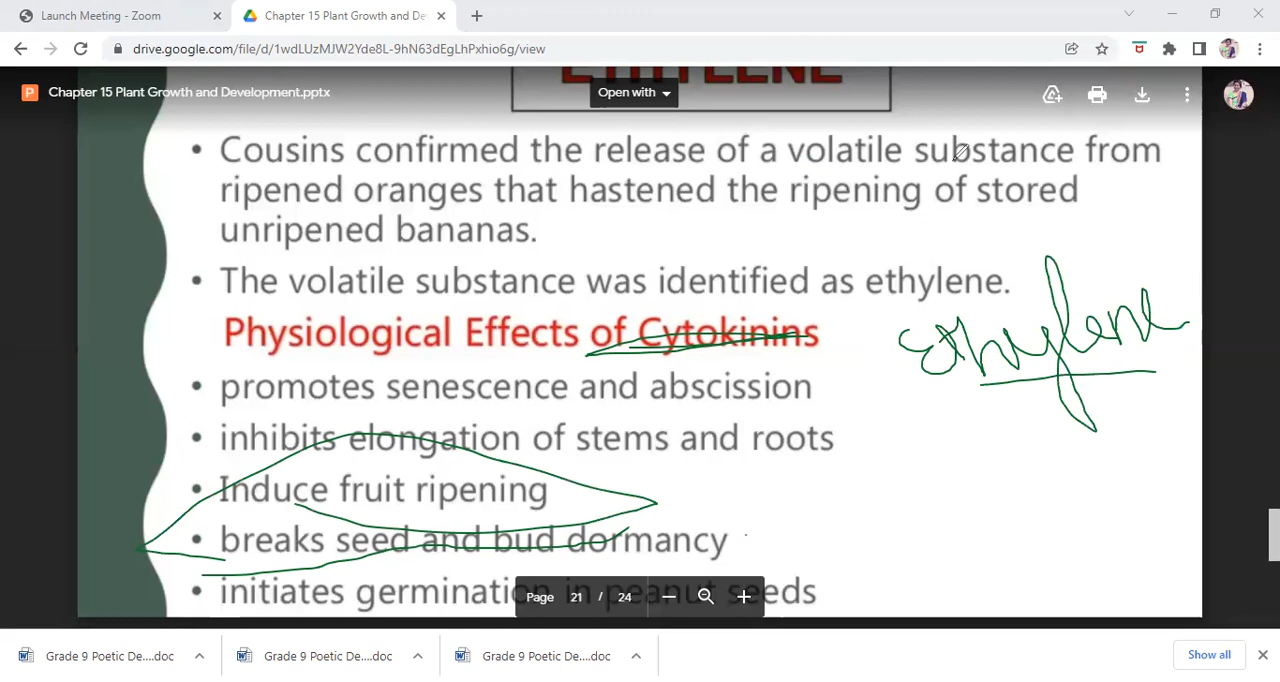 Launch Meeting - Zoom
Chapter 15 Plant Growth and De
drive.google.com/file/d/1wdLUzMJW2Yde8L-9hN63dEgLhPxhio6g/view
ETHYLENE
Chapter 15 Plant Growth and Development.pptx
Open with
• Cousins confirmed the release of a volatile substance from
ripened oranges that hastened the ripening of stored
unripened bananas.
• The volatile substance was identified as ethylene.
Physiological Effects of Cytokinins
Ethylene
• promotes senescence and abscission
• inhibits elongation of stems and roots
• Induce fruit ripening
• breaks seed and bud dormancy
• initiates germination in peanut seeds
Page 21 / 24
Grade 9 Poetic De....doc
Grade 9 Poetic De....doc
Grade 9 Poetic De....doc
Show all